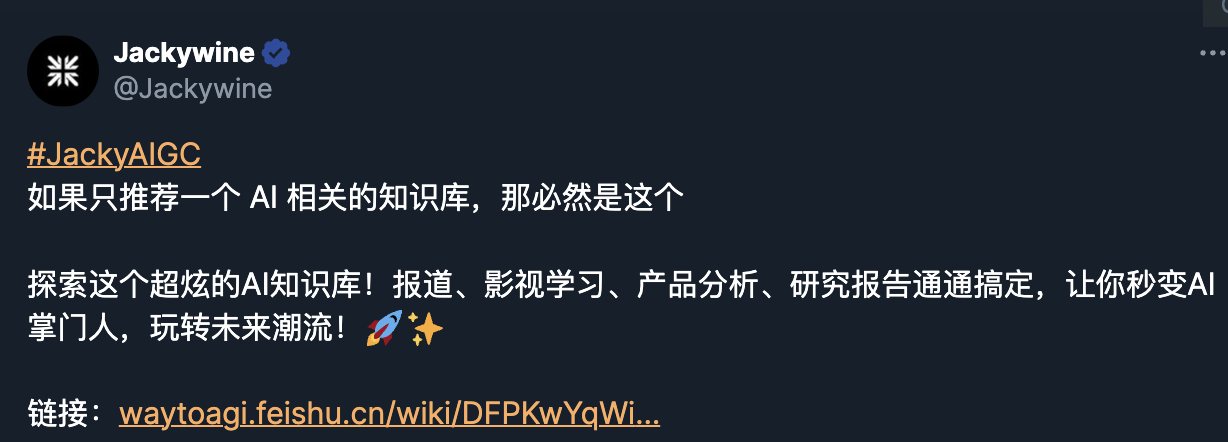 Jackywine
@Jackywine
#JackyAIGC
如果只推荐一个 AI 相关的知识库，那必然是这个
探索这个超炫的AI知识库！报道、影视学习、产品分析、研究报告通通搞定，让你秒变AI
掌门人，玩转未来潮流！🚀✨
链接：waytoagi.feishu.cn/wiki/DFPKwYqWi...